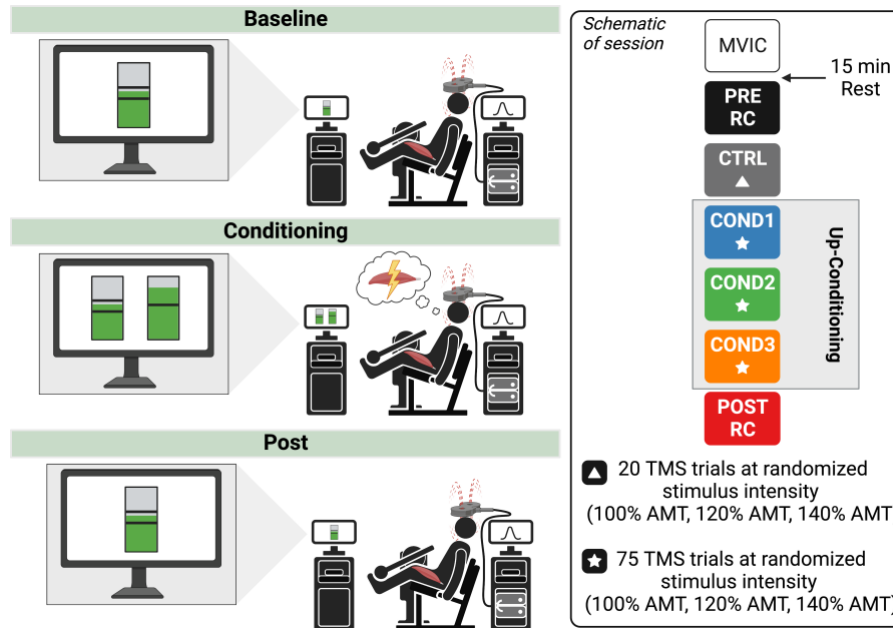 Baseline
Conditioning
Post
Schematic
of session
MVIC
15 min
Rest
PRE
RC
CTRL
COND1
COND2
COND3
Up-Conditioning
POST
RC
20 TMS trials at randomized
stimulus intensity
(100% AMT, 120% AMT, 140% AMT)
75 TMS trials at randomized
stimulus intensity
(100% AMT, 120% AMT, 140% AMT)